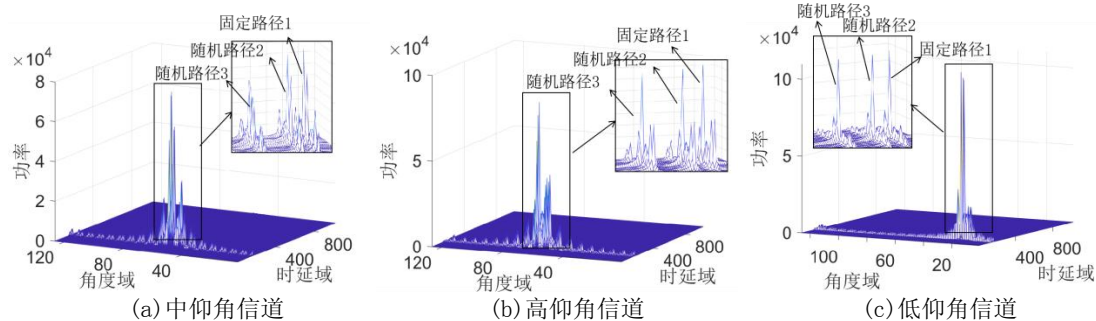 固定路径1
随机路径2
随机路径3
×10⁴
8
6
4
2
0
功率
120
80
40
角度域
400
800
时延域
(a)中仰角信道
固定路径1
随机路径2
随机路径3
×10⁴
10
5
0
功率
120
80
40
角度域
400
800
时延域
(b)高仰角信道
随机路径3
随机路径2
固定路径1
×10⁴
10
5
0
功率
100
60
20
角度域
400
800
时延域
(c)低仰角信道